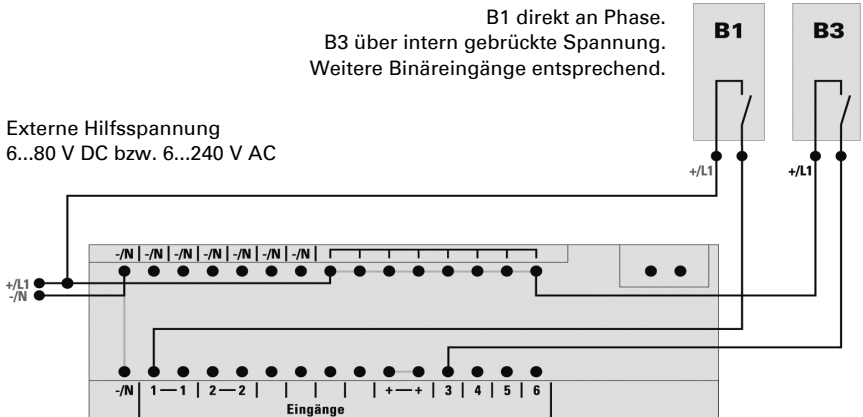 B1 direkt an Phase.
B3 über intern gebrückte Spannung.
Weitere Binäreingänge entsprechend.
B1
B3
Externe Hilfsspannung
6...80 V DC bzw. 6...240 V AC
+/L1
+/L1
-/N | -/N | -/N | -/N | -/N | -/N | -/N |
+/L1
-/N
-/N | 1 — 1 | 2 — 2 | | | | | + — + | 3 | 4 | 5 | 6
Eingänge